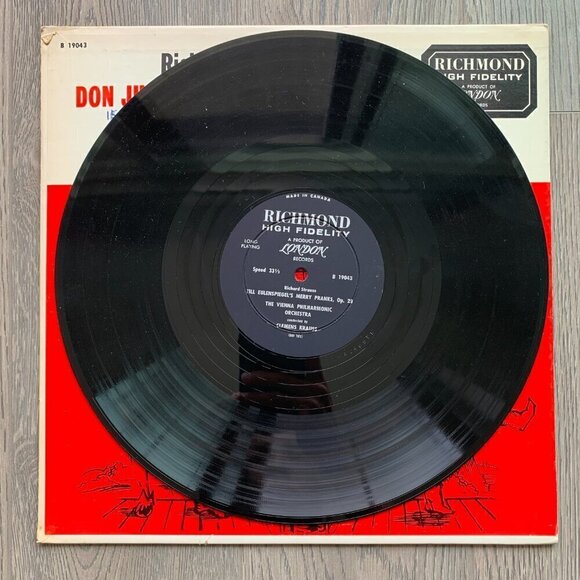 B 19043
DON
RICHMOND
HIGH FIDELITY
A PRODUCT OF
LONDON
RECORDS
MADE IN CANADA
RICHMOND
HIGH FIDELITY
A PRODUCT OF
LONDON
RECORDS
LONG
PLAYING
Speed 33⅓
B 19043
Richard Strauss
TILL EULENSPIEGEL'S MERRY PRANKS, Op. 28
THE VIENNA PHILHARMONIC
ORCHESTRA
conducted by
CLEMENS KRAUSS